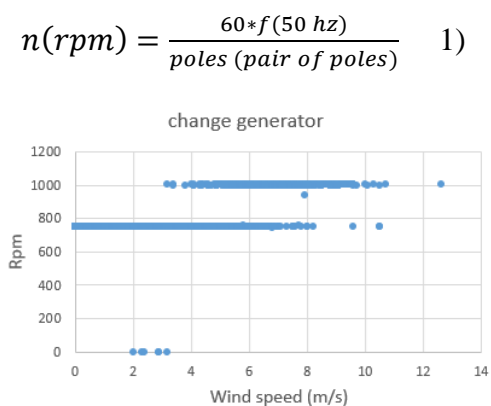 n(rpm) = 60*f(50 hz) / poles (pair of poles) 1)
change generator
1200
1000
800
600
400
200
0
Rpm
0 2 4 6 8 10 12 14
Wind speed (m/s)